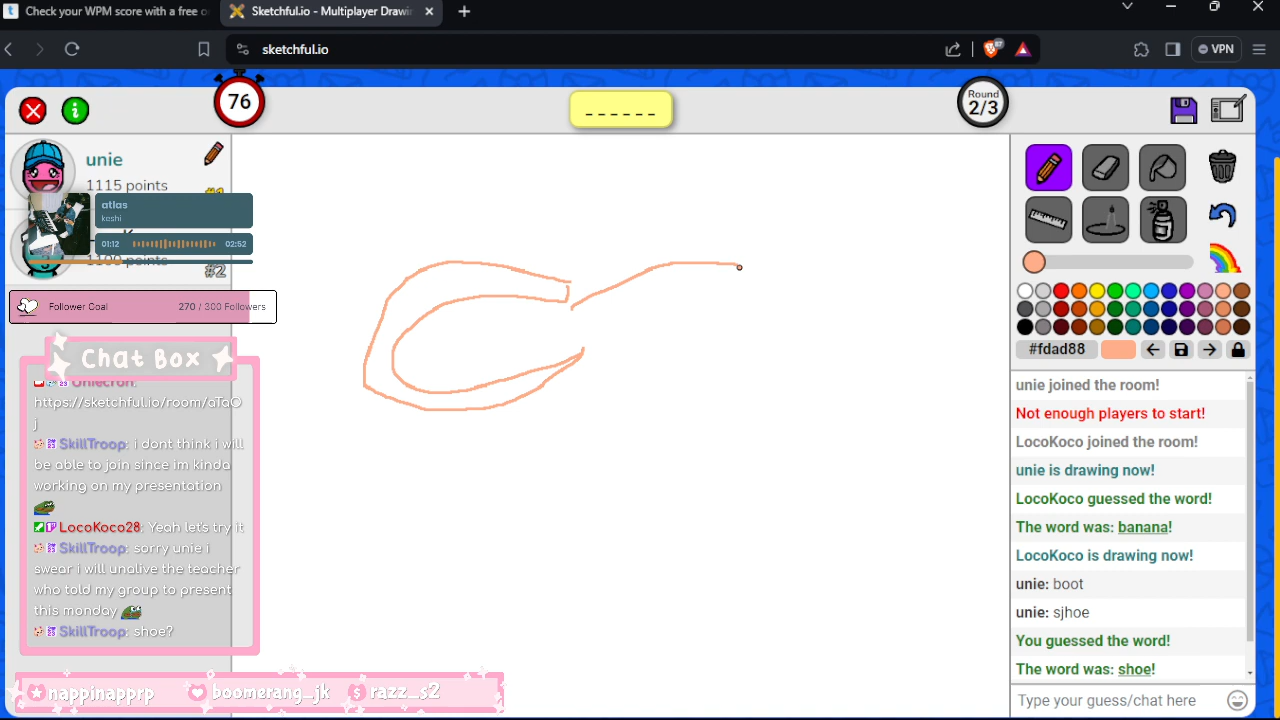 Check your WPM score with a free o
Sketchful.io - Multiplayer Drawin
sketchful.io
VPN
76
_ _ _ _ _ _
Round
2/3
unie
1115 points
#1
atlas
keshi
01:12
02:52
1100 points
#2
Follower Goal
270 / 300 Followers
Chat Box
Uniecron:
https://sketchful.io/room/aTaO
j
SkillTroop: i dont think i will
be able to join since im kinda
working on my presentation
LocoKoco28: Yeah let's try it
SkillTroop: sorry unie i
swear i will unalive the teacher
who told my group to present
this monday
SkillTroop: shoe?
nappinapprp
boomerang_jk
razz_s2
#fdad88
unie joined the room!
Not enough players to start!
LocoKoco joined the room!
unie is drawing now!
LocoKoco guessed the word!
The word was: banana!
LocoKoco is drawing now!
unie: boot
unie: sjhoe
You guessed the word!
The word was: shoe!
Type your guess/chat here